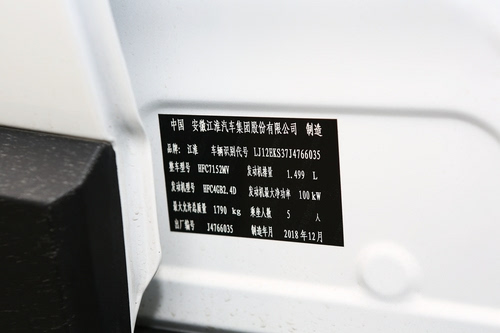 中国 安徽江淮汽车集团股份有限公司 制造
品牌: 江淮 车辆识别代号 LJ12EKS37J4766035
整车型号 HFC7152MV 发动机排量 1.499 L
发动机型号 HFC4GB2.4D 发动机最大净功率 100 kW
最大允许总质量 1790 kg 乘坐人数 5 人
出厂编号 J4766035 制造年月 2018年12月